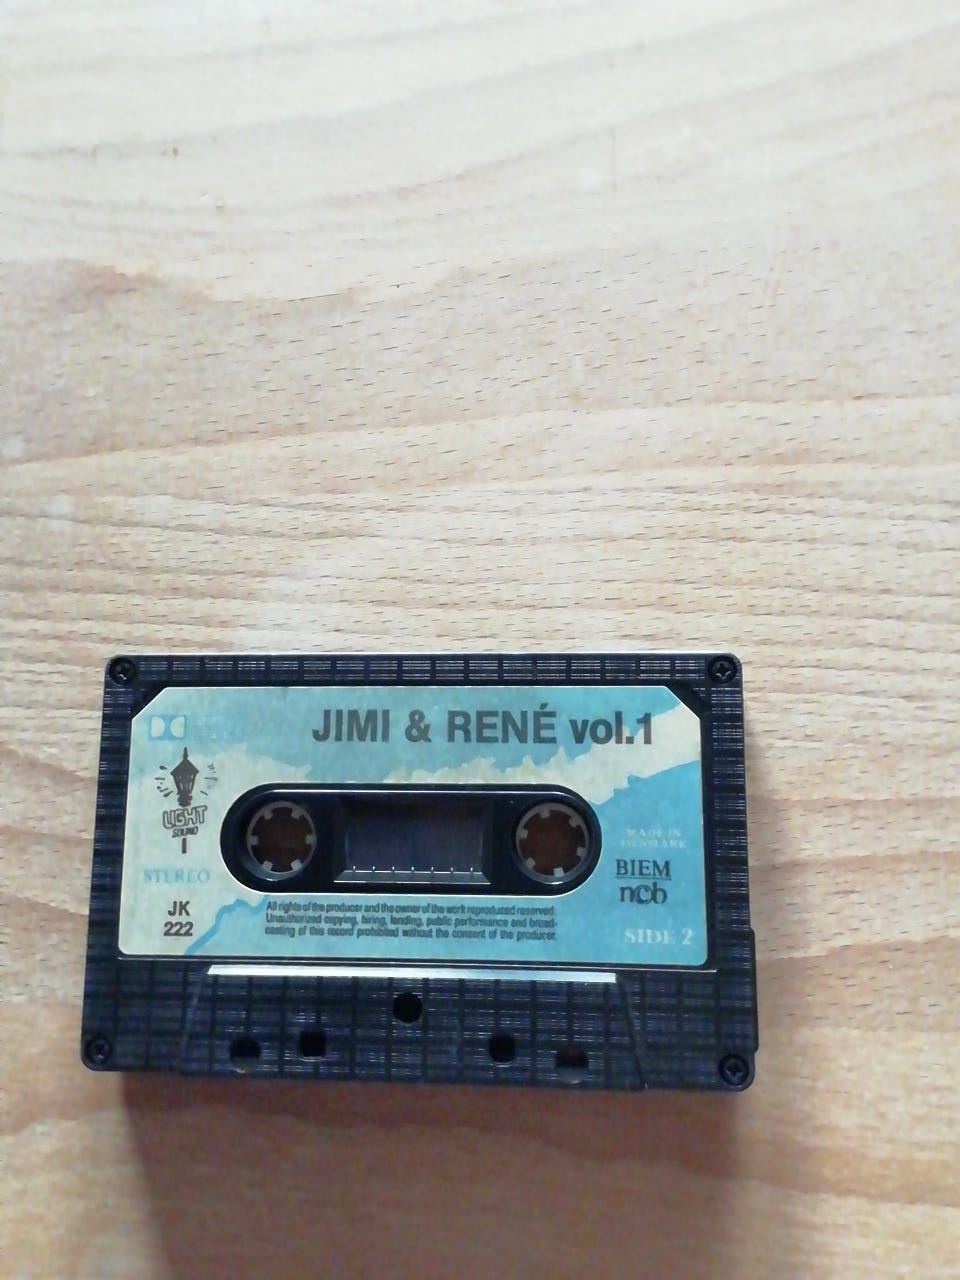 JIMI & RENÉ vol.1
LIGHT
SOUND
STEREO
JK
222
MADE IN
DENMARK
BIEM
ncb
SIDE 2
All rights of the producer and the owner of the work reproduced reserved.
Unauthorized copying, hiring, lending, public performance and broad-
casting of this record prohibited without the consent of the producer.